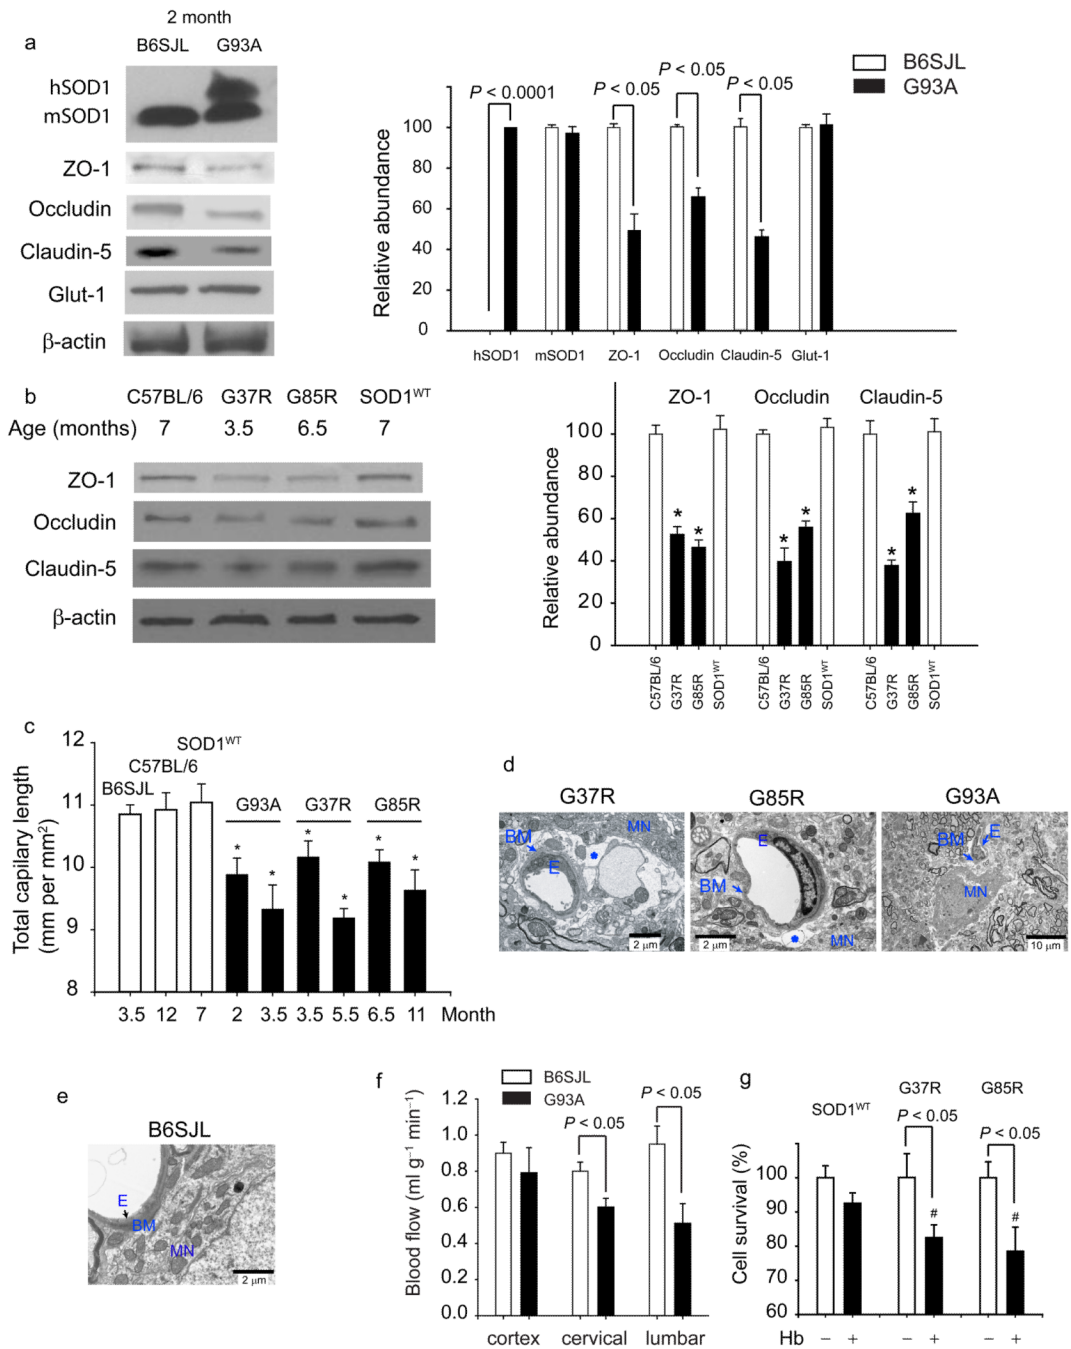 a
2 month
B6SJL G93A
hSOD1
mSOD1
ZO-1
Occludin
Claudin-5
Glut-1
β-actin
B6SJL
G93A
P < 0.0001
P < 0.05
P < 0.05
P < 0.05
Relative abundance
100
80
60
40
20
0
hSOD1 mSOD1 ZO-1 Occludin Claudin-5 Glut-1
b
C57BL/6 G37R G85R SOD1WT
Age (months) 7 3.5 6.5 7
ZO-1
Occludin
Claudin-5
β-actin
ZO-1 Occludin Claudin-5
Relative abundance
100
80
60
40
20
0
* * * * * *
C57BL/6 G37R G85R SOD1WT C57BL/6 G37R G85R SOD1WT C57BL/6 G37R G85R SOD1WT
c
Total capilary length
(mm per mm2)
12
11
10
9
8
SOD1WT
C57BL/6
B6SJL
G93A G37R G85R
* * * * * *
3.5 12 7 2 3.5 3.5 5.5 6.5 11 Month
d
G37R G85R G93A
BM
E
MN
2 μm
E
BM
MN
2 μm
BM
E
MN
10 μm
e
B6SJL
E
BM
MN
2 μm
f
B6SJL
G93A
P < 0.05
P < 0.05
Blood flow (ml g−1 min−1)
1.2
1.0
0.8
0.6
0.4
0.2
0.0
cortex cervical lumbar
g
SOD1WT
G37R G85R
P < 0.05
P < 0.05
Cell survival (%)
100
90
80
70
60
# #
Hb − + − + − +